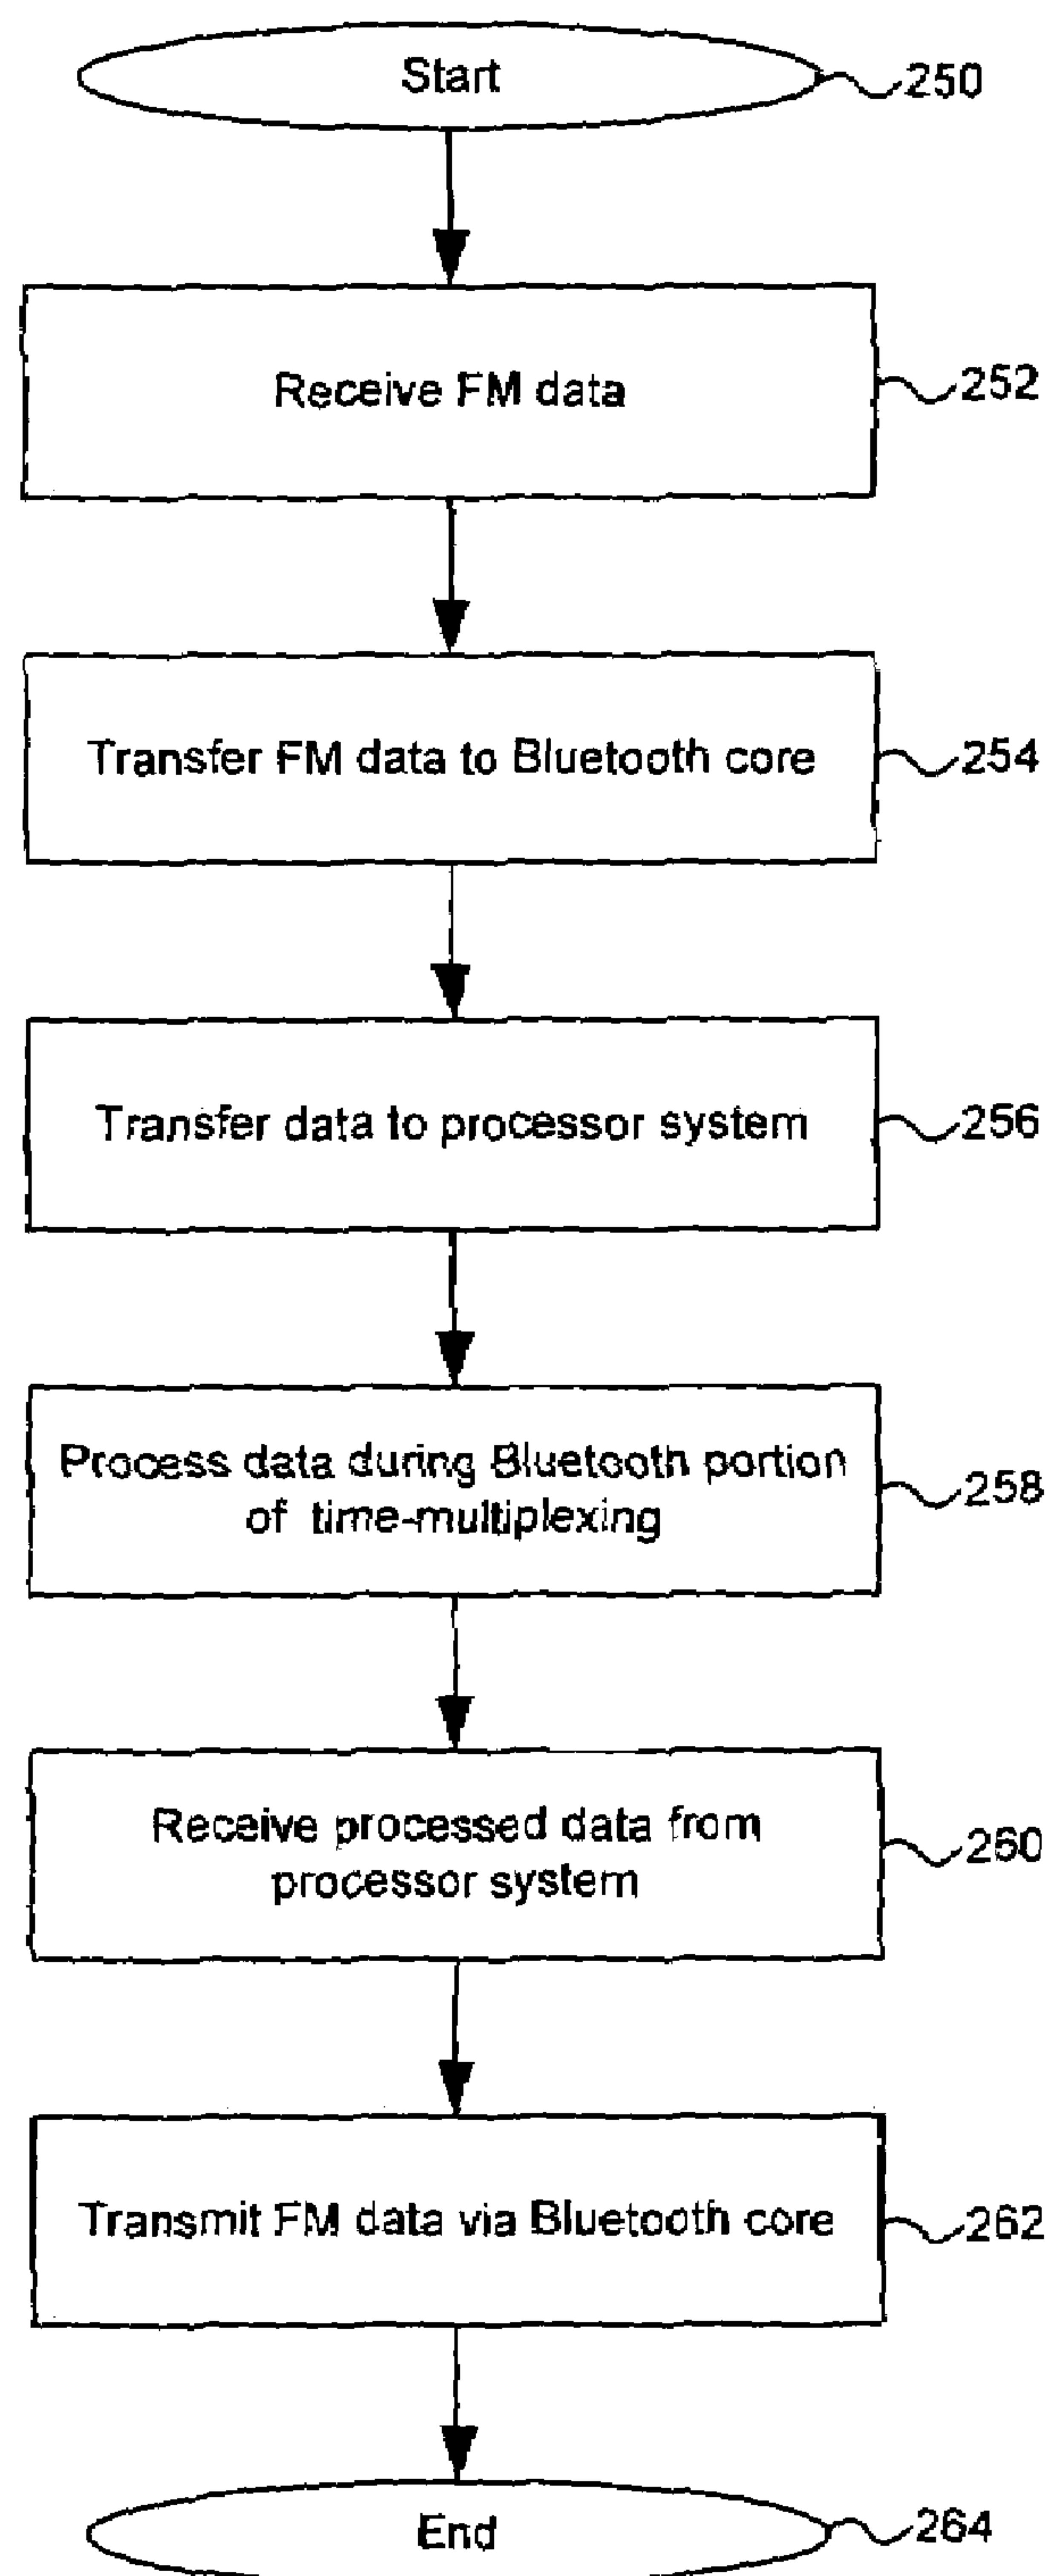 Start
250
Receive FM data
252
Transfer FM data to Bluetooth core
254
Transfer data to processor system
256
Process data during Bluetooth portion
of time-multiplexing
258
Receive processed data from
processor system
260
Transmit FM data via Bluetooth core
262
End
264